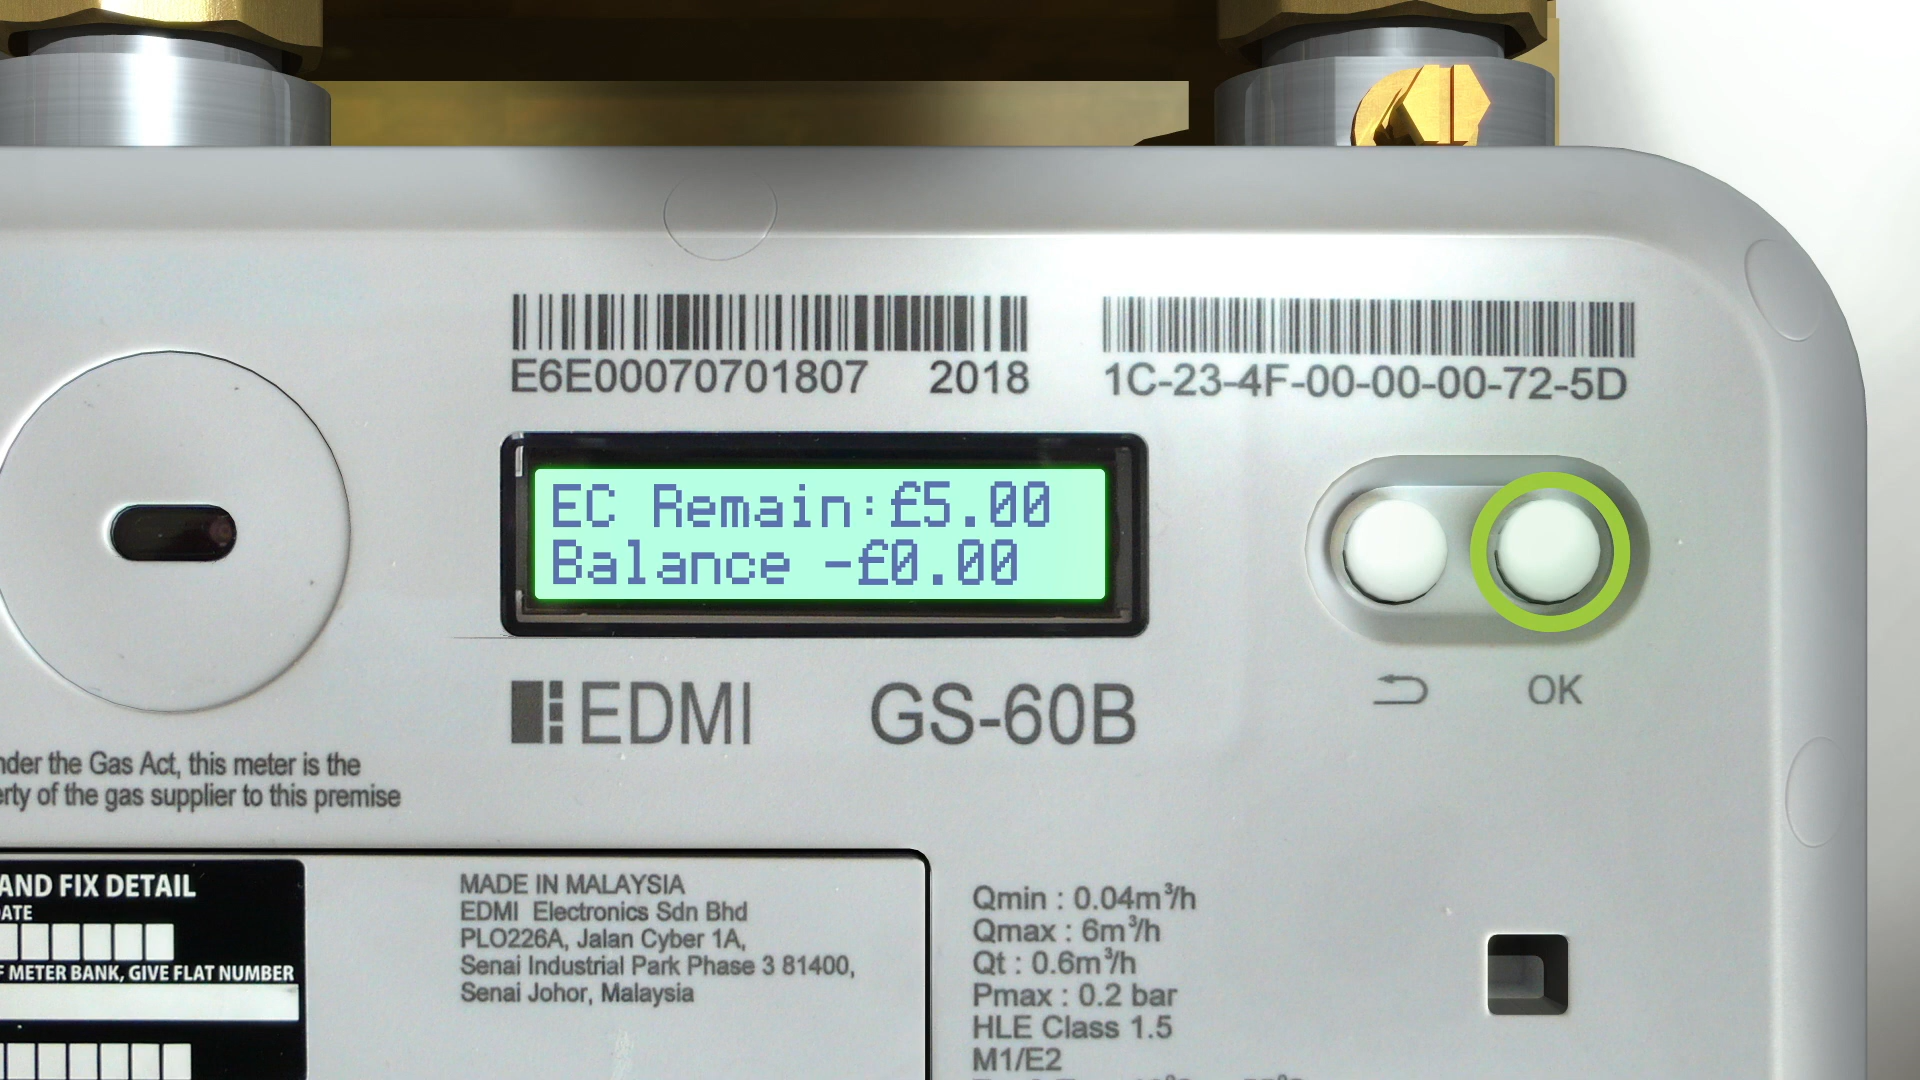 E6E00070701807 2018
1C-23-4F-00-00-00-72-5D
EC Remain:£5.00
Balance -£0.00
EDMI GS-60B
OK
the Gas Act, this meter is the
of the gas supplier to this premise
AND FIX DETAIL
METER BANK, GIVE FLAT NUMBER
MADE IN MALAYSIA
EDMI Electronics Sdn Bhd
PLO226A, Jalan Cyber 1A,
Senai Industrial Park Phase 3 81400,
Senai Johor, Malaysia
Qmin : 0.04m³/h
Qmax : 6m³/h
Qt : 0.6m³/h
Pmax : 0.2 bar
HLE Class 1.5
M1/E2